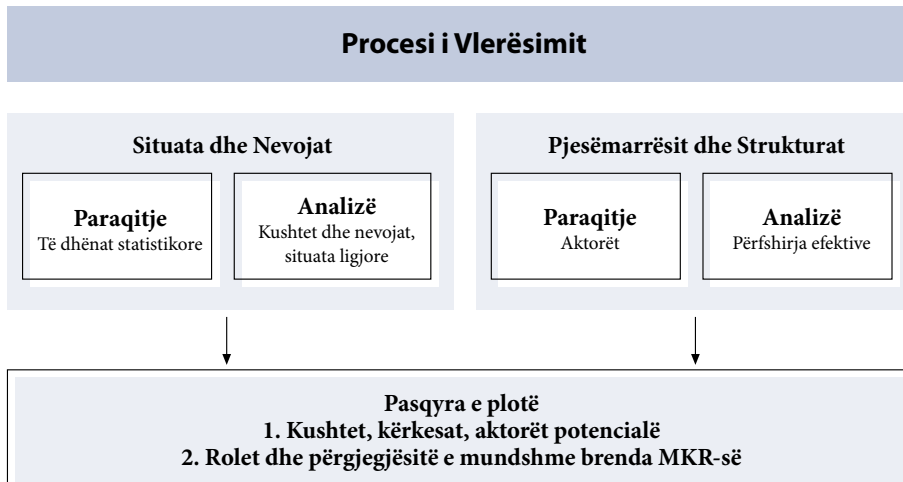 Procesi i Vlerësimit
Situata dhe Nevojat
Paraqitje
Të dhënat statistikore
Analizë
Kushtet dhe nevojat,
situata ligjore
Pjesëmarrësit dhe Strukturat
Paraqitje
Aktorët
Analizë
Përfshirja efektive
Pasqyra e plotë
1. Kushtet, kërkesat, aktorët potencialë
2. Rolet dhe përgjegjësitë e mundshme brenda MKR-së